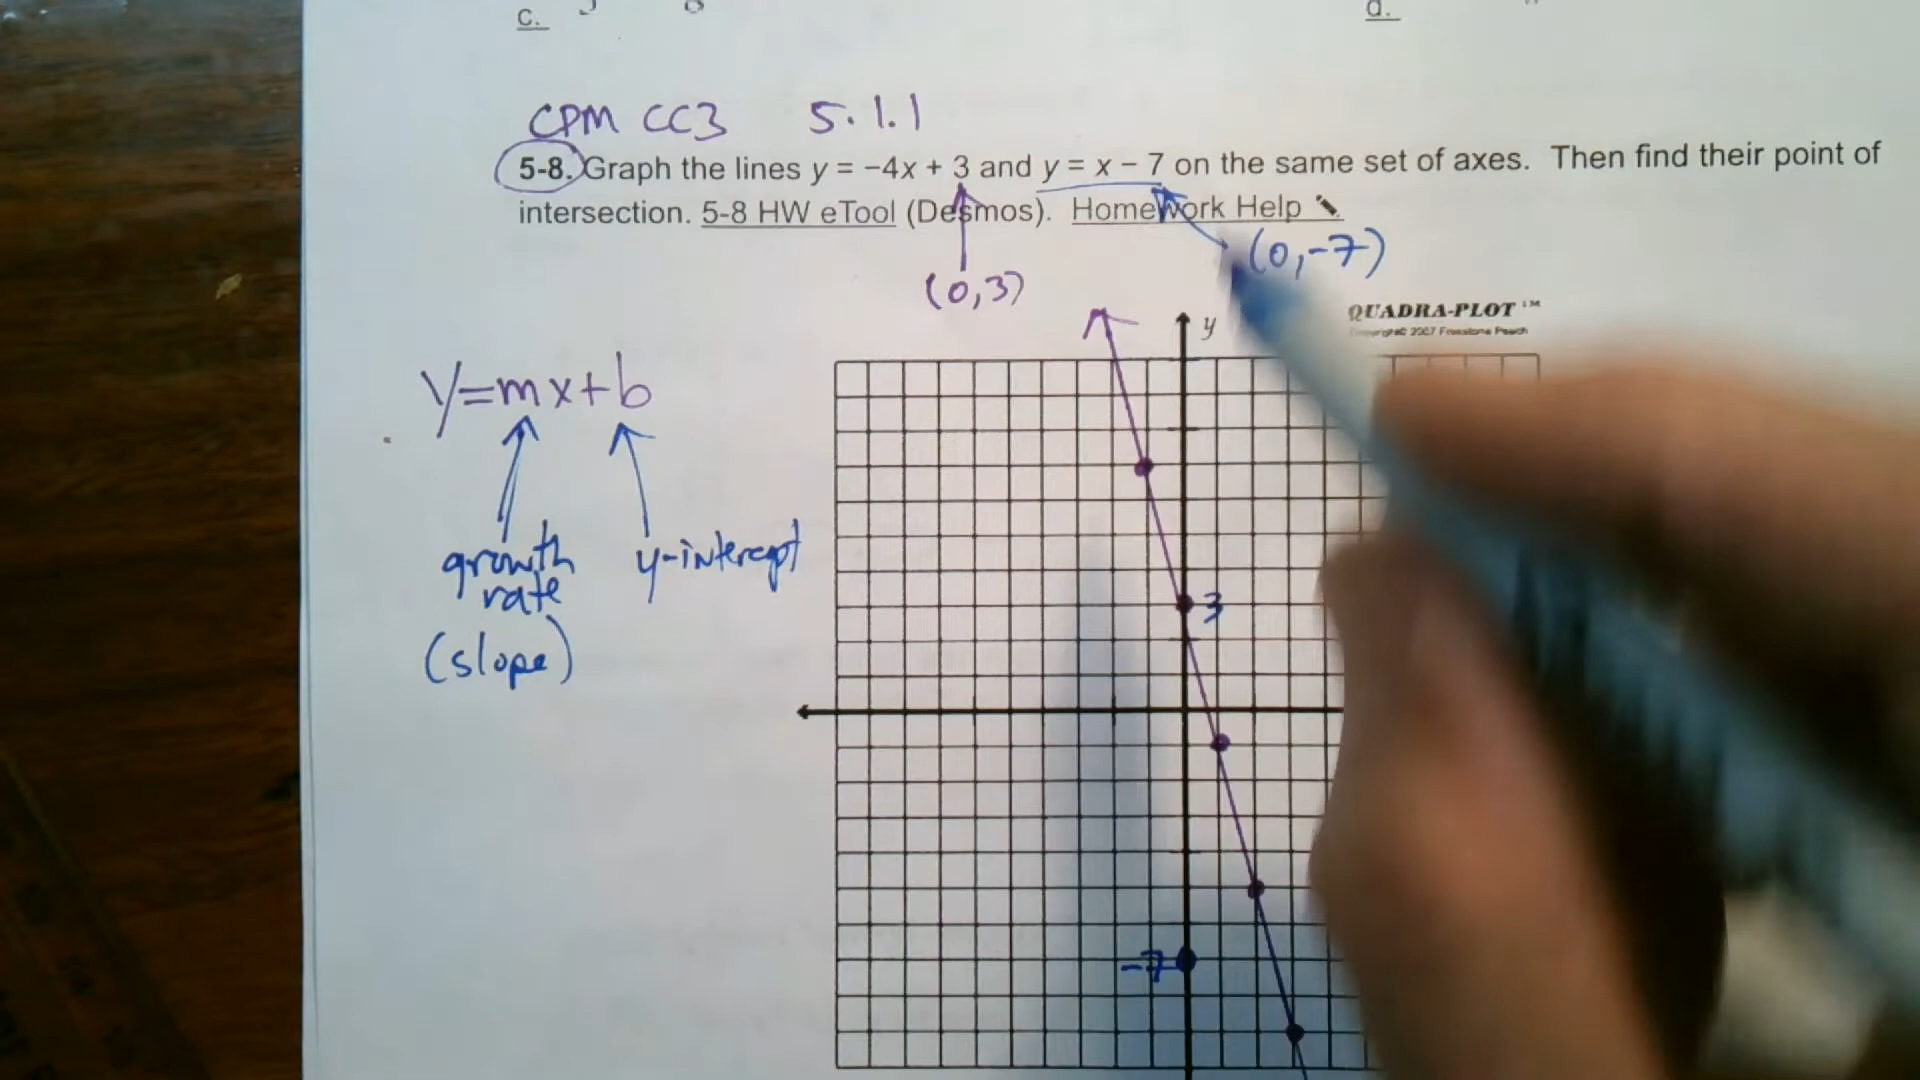 c.
d.
CPM CC3 5.1.1
5-8. Graph the lines y = −4x + 3 and y = x − 7 on the same set of axes. Then find their point of
intersection. 5-8 HW eTool (Desmos). Homework Help ✎.
(0,-7)
(0,3)
QUADRA-PLOT ™
y
y=mx+b
growth
rate
(slope)
y-intercept
3
-7